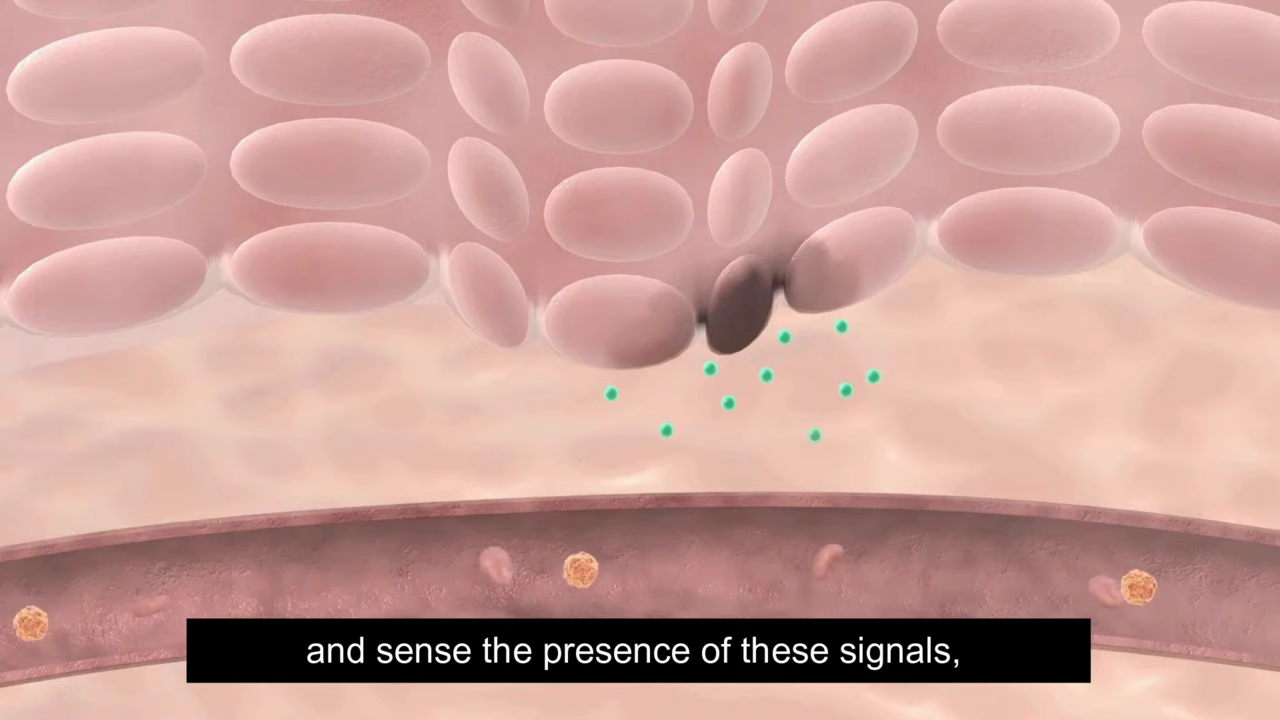 and sense the presence of these signals,